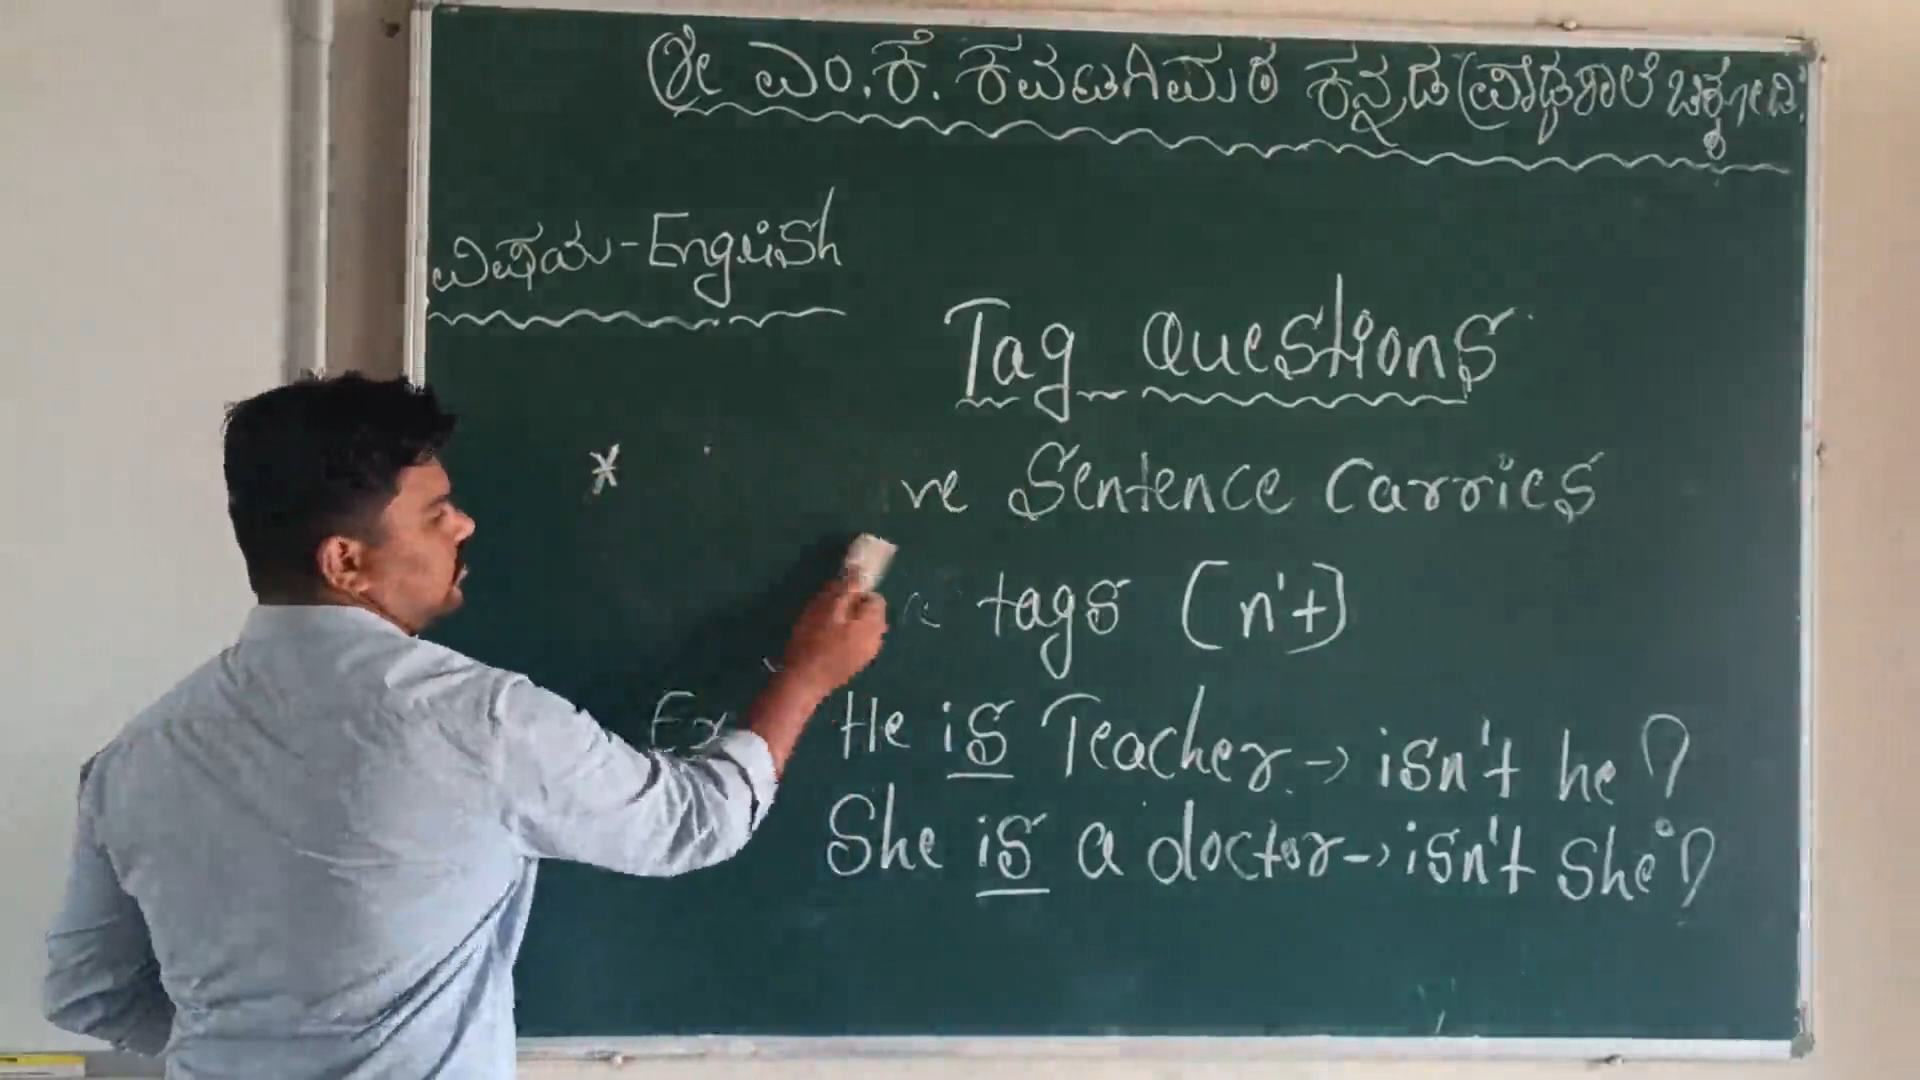 ಶ್ರೀ ಎಂ.ಕೆ. ಕವಟಗಿಮಠ ಕನ್ನಡ ಪ್ರಾಥಶಾಲೆ ಚಿಕ್ಕೋಡಿ.
ವಿಷಯ-English
Tag Questions
* ve Sentence Carries
tags (n't)
Ex He is Teacher → isn't he?
She is a doctor → isn't she?